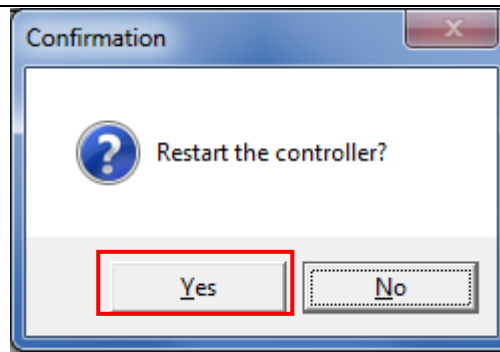 Confirmation
Restart the controller?
Yes
No